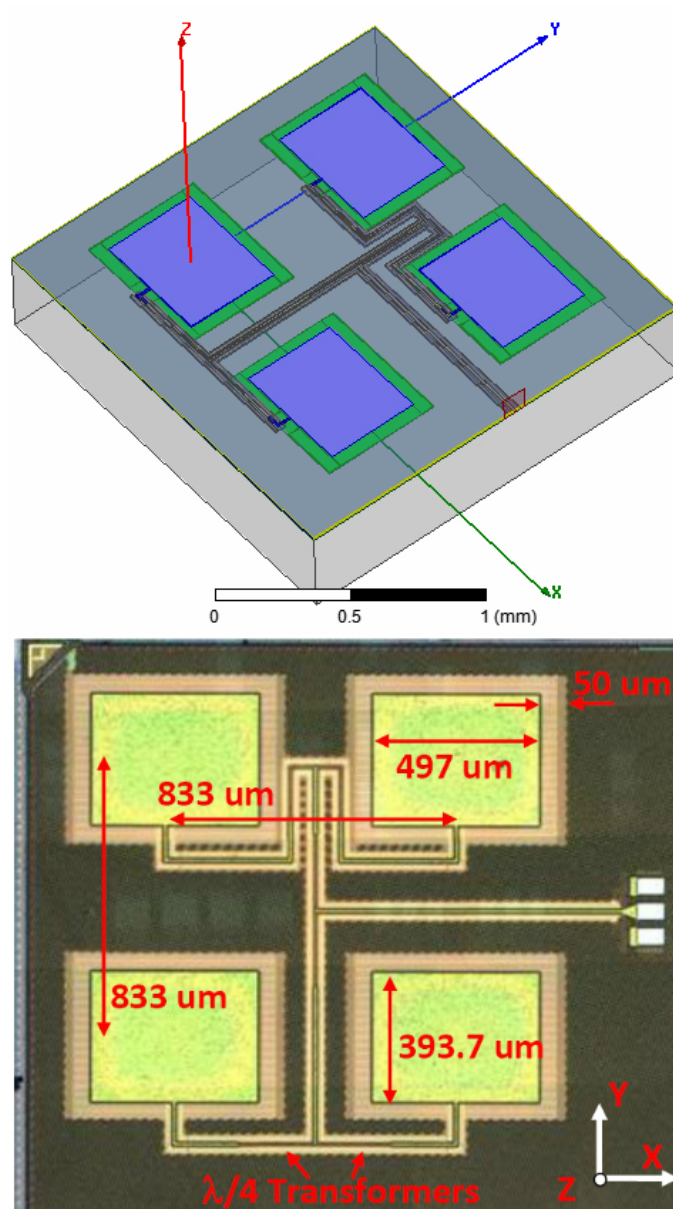 Z
Y
X
0
0.5
1 (mm)
50 um
497 um
833 um
833 um
393.7 um
λ/4 Transformers
Y
X
Z